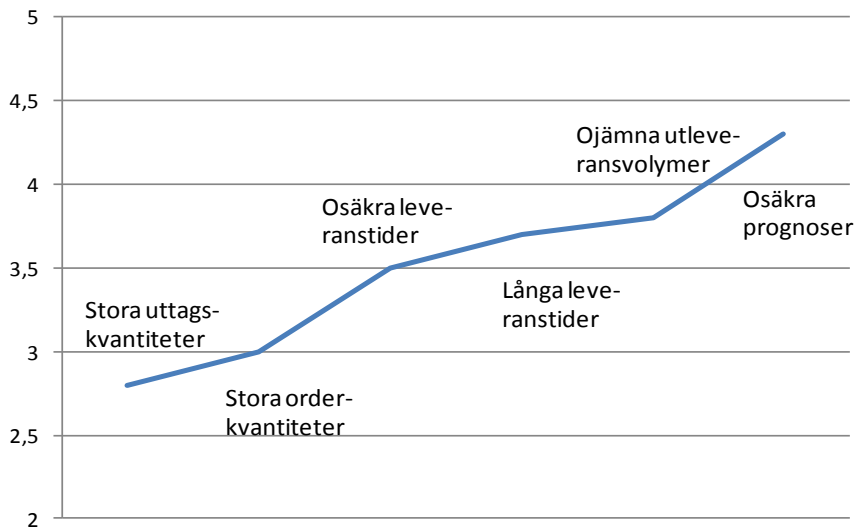 5
4,5
4
3,5
3
2,5
2
Stora uttags-
kvantiteter
Stora order-
kvantiteter
Osäkra leve-
ranstider
Långa leve-
ranstider
Ojämna utleve-
ransvolymer
Osäkra
prognoser